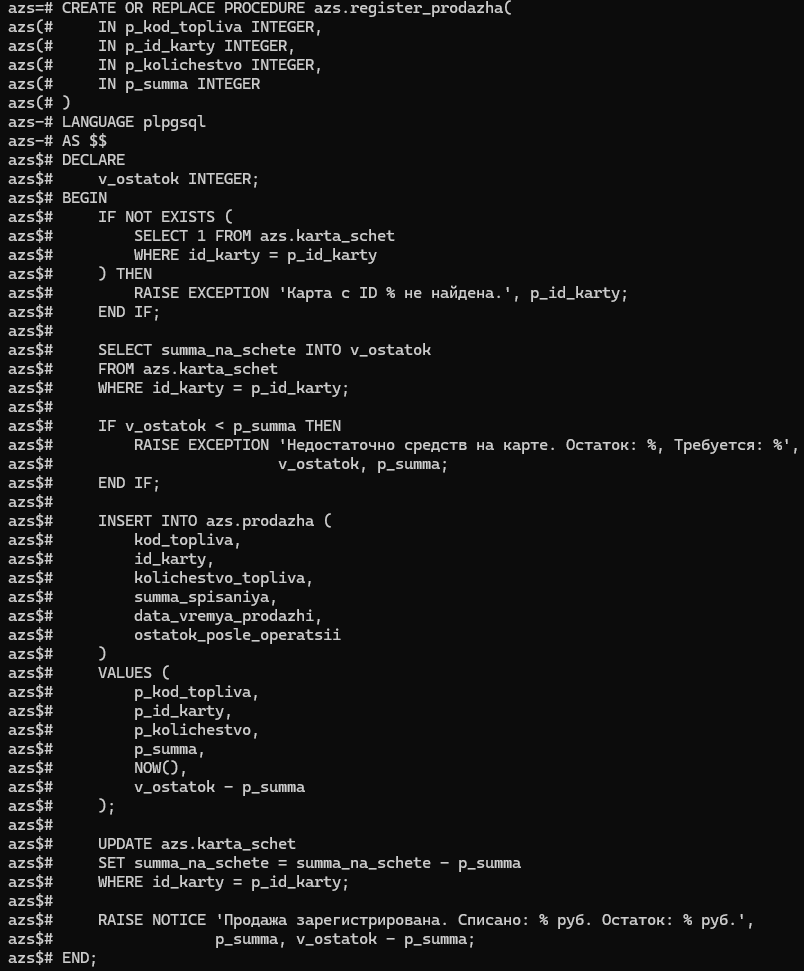 azs=# CREATE OR REPLACE PROCEDURE azs.register_prodazha(
azs(#     IN p_kod_topliva INTEGER,
azs(#     IN p_id_karty INTEGER,
azs(#     IN p_kolichestvo INTEGER,
azs(#     IN p_summa INTEGER
azs(# )
azs-# LANGUAGE plpgsql
azs-# AS $$
azs$# DECLARE
azs$#     v_ostatok INTEGER;
azs$# BEGIN
azs$#     IF NOT EXISTS (
azs$#         SELECT 1 FROM azs.karta_schet
azs$#         WHERE id_karty = p_id_karty
azs$#     ) THEN
azs$#         RAISE EXCEPTION 'Карта с ID % не найдена.', p_id_karty;
azs$#     END IF;
azs$#
azs$#     SELECT summa_na_schete INTO v_ostatok
azs$#     FROM azs.karta_schet
azs$#     WHERE id_karty = p_id_karty;
azs$#
azs$#     IF v_ostatok < p_summa THEN
azs$#         RAISE EXCEPTION 'Недостаточно средств на карте. Остаток: %, Требуется: %',
azs$#                         v_ostatok, p_summa;
azs$#     END IF;
azs$#
azs$#     INSERT INTO azs.prodazha (
azs$#         kod_topliva,
azs$#         id_karty,
azs$#         kolichestvo_topliva,
azs$#         summa_spisaniya,
azs$#         data_vremya_prodazhi,
azs$#         ostatok_posle_operatsii
azs$#     )
azs$#     VALUES (
azs$#         p_kod_topliva,
azs$#         p_id_karty,
azs$#         p_kolichestvo,
azs$#         p_summa,
azs$#         NOW(),
azs$#         v_ostatok - p_summa
azs$#     );
azs$#
azs$#     UPDATE azs.karta_schet
azs$#     SET summa_na_schete = summa_na_schete - p_summa
azs$#     WHERE id_karty = p_id_karty;
azs$#
azs$#     RAISE NOTICE 'Продажа зарегистрирована. Списано: % руб. Остаток: % руб.',
azs$#                  p_summa, v_ostatok - p_summa;
azs$# END;